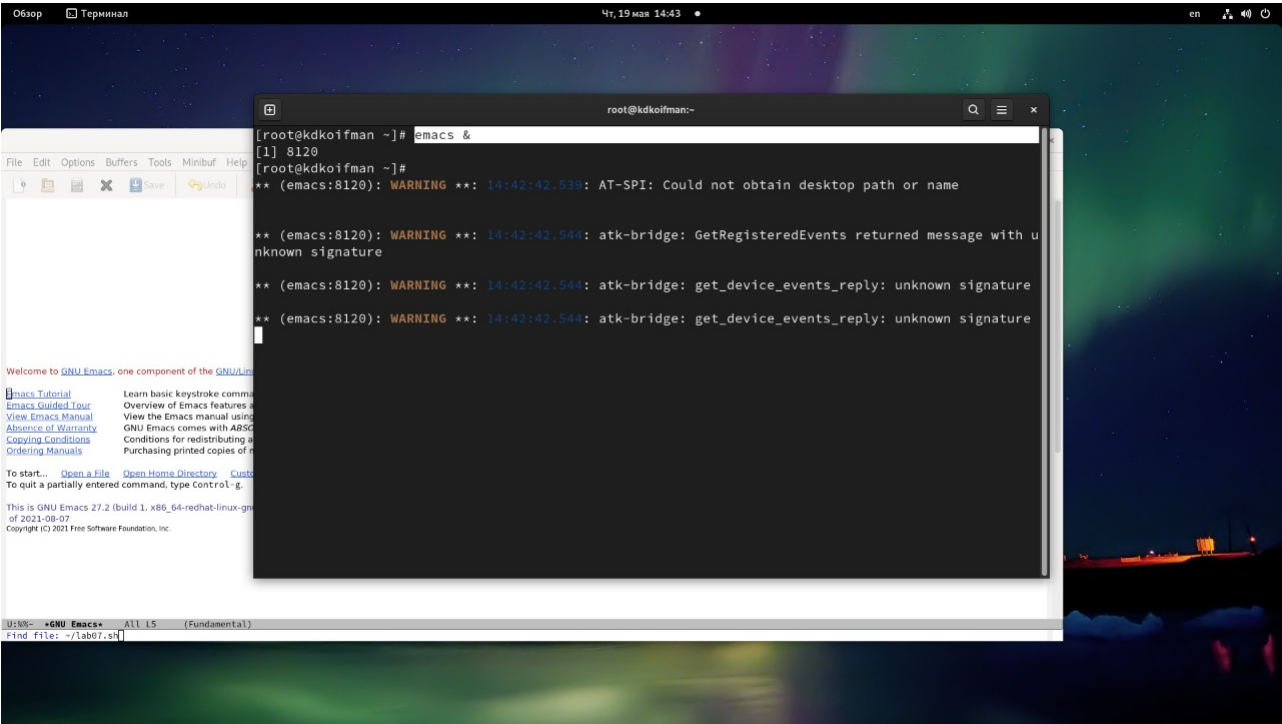 Обзор Терминал Чт, 19 мая 14:43 en
root@kdkoifman:~
[root@kdkoifman ~]# emacs &
[1] 8120
[root@kdkoifman ~]#
** (emacs:8120): WARNING **: 14:42:42.539: AT-SPI: Could not obtain desktop path or name
** (emacs:8120): WARNING **: 14:42:42.544: atk-bridge: GetRegisteredEvents returned message with u
nknown signature
** (emacs:8120): WARNING **: 14:42:42.544: atk-bridge: get_device_events_reply: unknown signature
** (emacs:8120): WARNING **: 14:42:42.544: atk-bridge: get_device_events_reply: unknown signature
File Edit Options Buffers Tools Minibuf Help
Save Undo
Welcome to GNU Emacs, one component of the GNU/Lin
Emacs Tutorial Learn basic keystroke comma
Emacs Guided Tour Overview of Emacs features a
View Emacs Manual View the Emacs manual using
Absence of Warranty GNU Emacs comes with ABSO
Copying Conditions Conditions for redistributing a
Ordering Manuals Purchasing printed copies of m
To start... Open a File Open Home Directory Custo
To quit a partially entered command, type Control-g.
This is GNU Emacs 27.2 (build 1, x86_64-redhat-linux-gnu
of 2021-08-07
Copyright (C) 2021 Free Software Foundation, Inc.
U:%%- *GNU Emacs* All L5 (Fundamental)
Find file: ~/lab07.sh